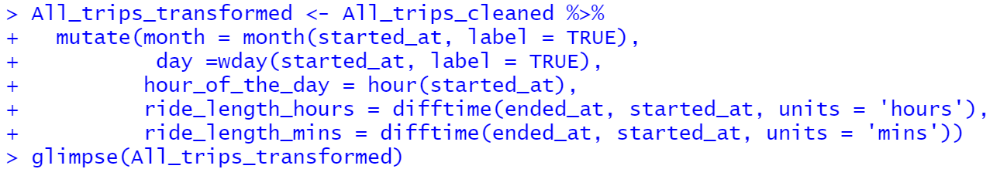 > All_trips_transformed <- All_trips_cleaned %>%
+   mutate(month = month(started_at, label = TRUE),
+           day =wday(started_at, label = TRUE),
+          hour_of_the_day = hour(started_at),
+          ride_length_hours = difftime(ended_at, started_at, units = 'hours'),
+          ride_length_mins = difftime(ended_at, started_at, units = 'mins'))
> glimpse(All_trips_transformed)